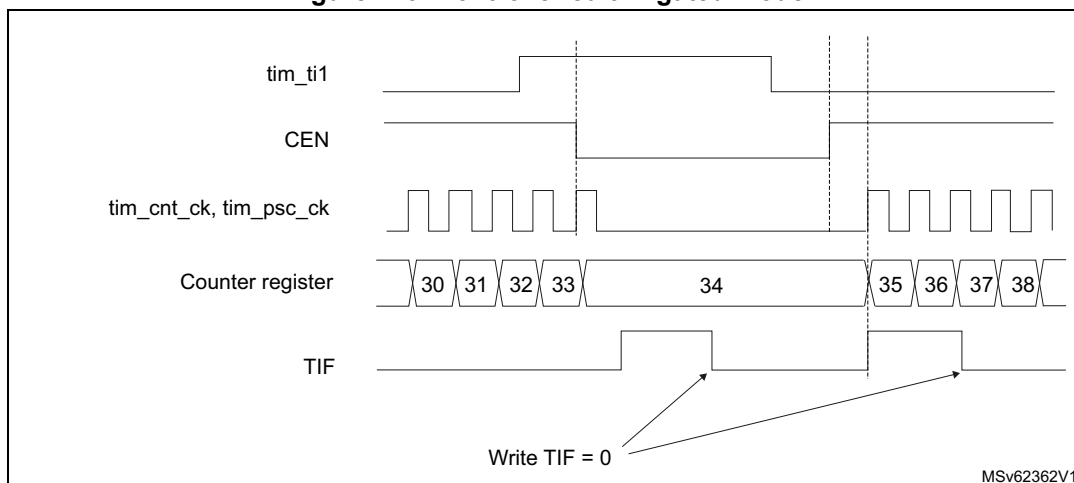 tim_ti1
CEN
tim_cnt_ck, tim_psc_ck
Counter register
30 31 32 33 34 35 36 37 38
TIF
Write TIF = 0
MSv62362V1